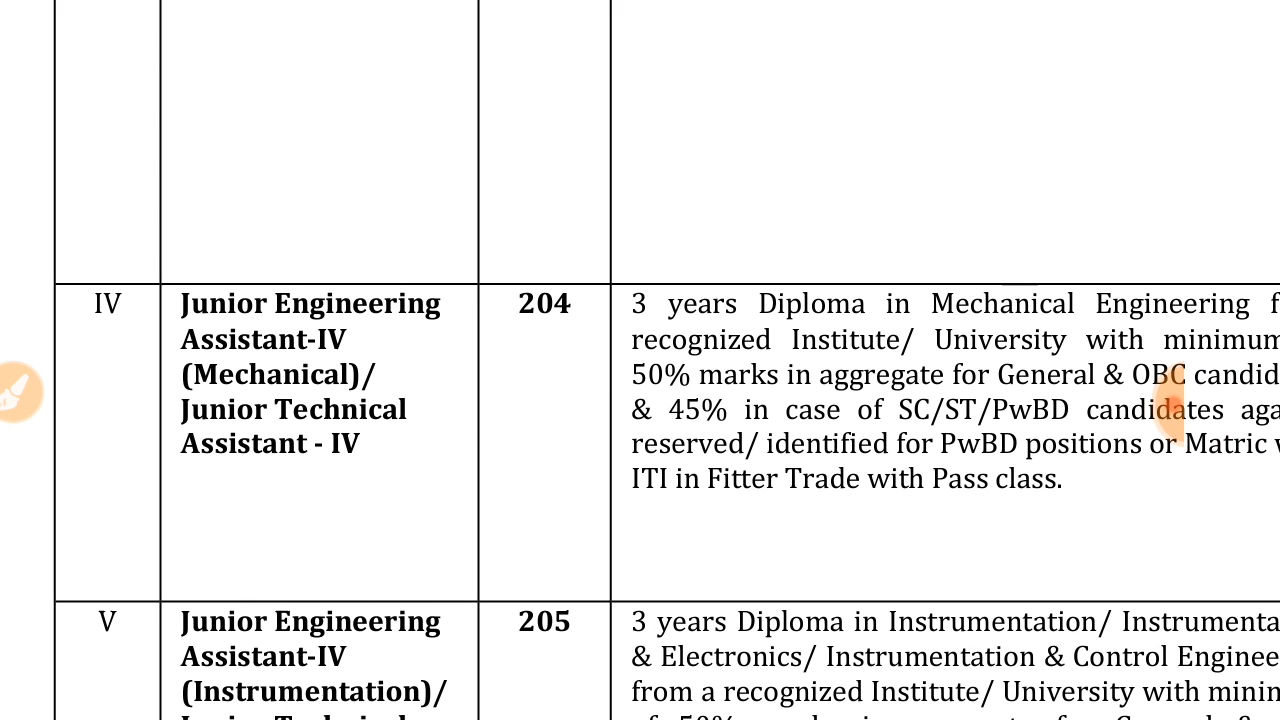 IV
Junior Engineering
Assistant-IV
(Mechanical)/
Junior Technical
Assistant - IV
204
3 years Diploma in Mechanical Engineering
recognized Institute/ University with minimum
50% marks in aggregate for General & OBC
& 45% in case of SC/ST/PwBD candidates
reserved/ identified for PwBD positions or Matric
ITI in Fitter Trade with Pass class.
V
Junior Engineering
Assistant-IV
(Instrumentation)/
205
3 years Diploma in Instrumentation/
& Electronics/ Instrumentation & Control
from a recognized Institute/ University with